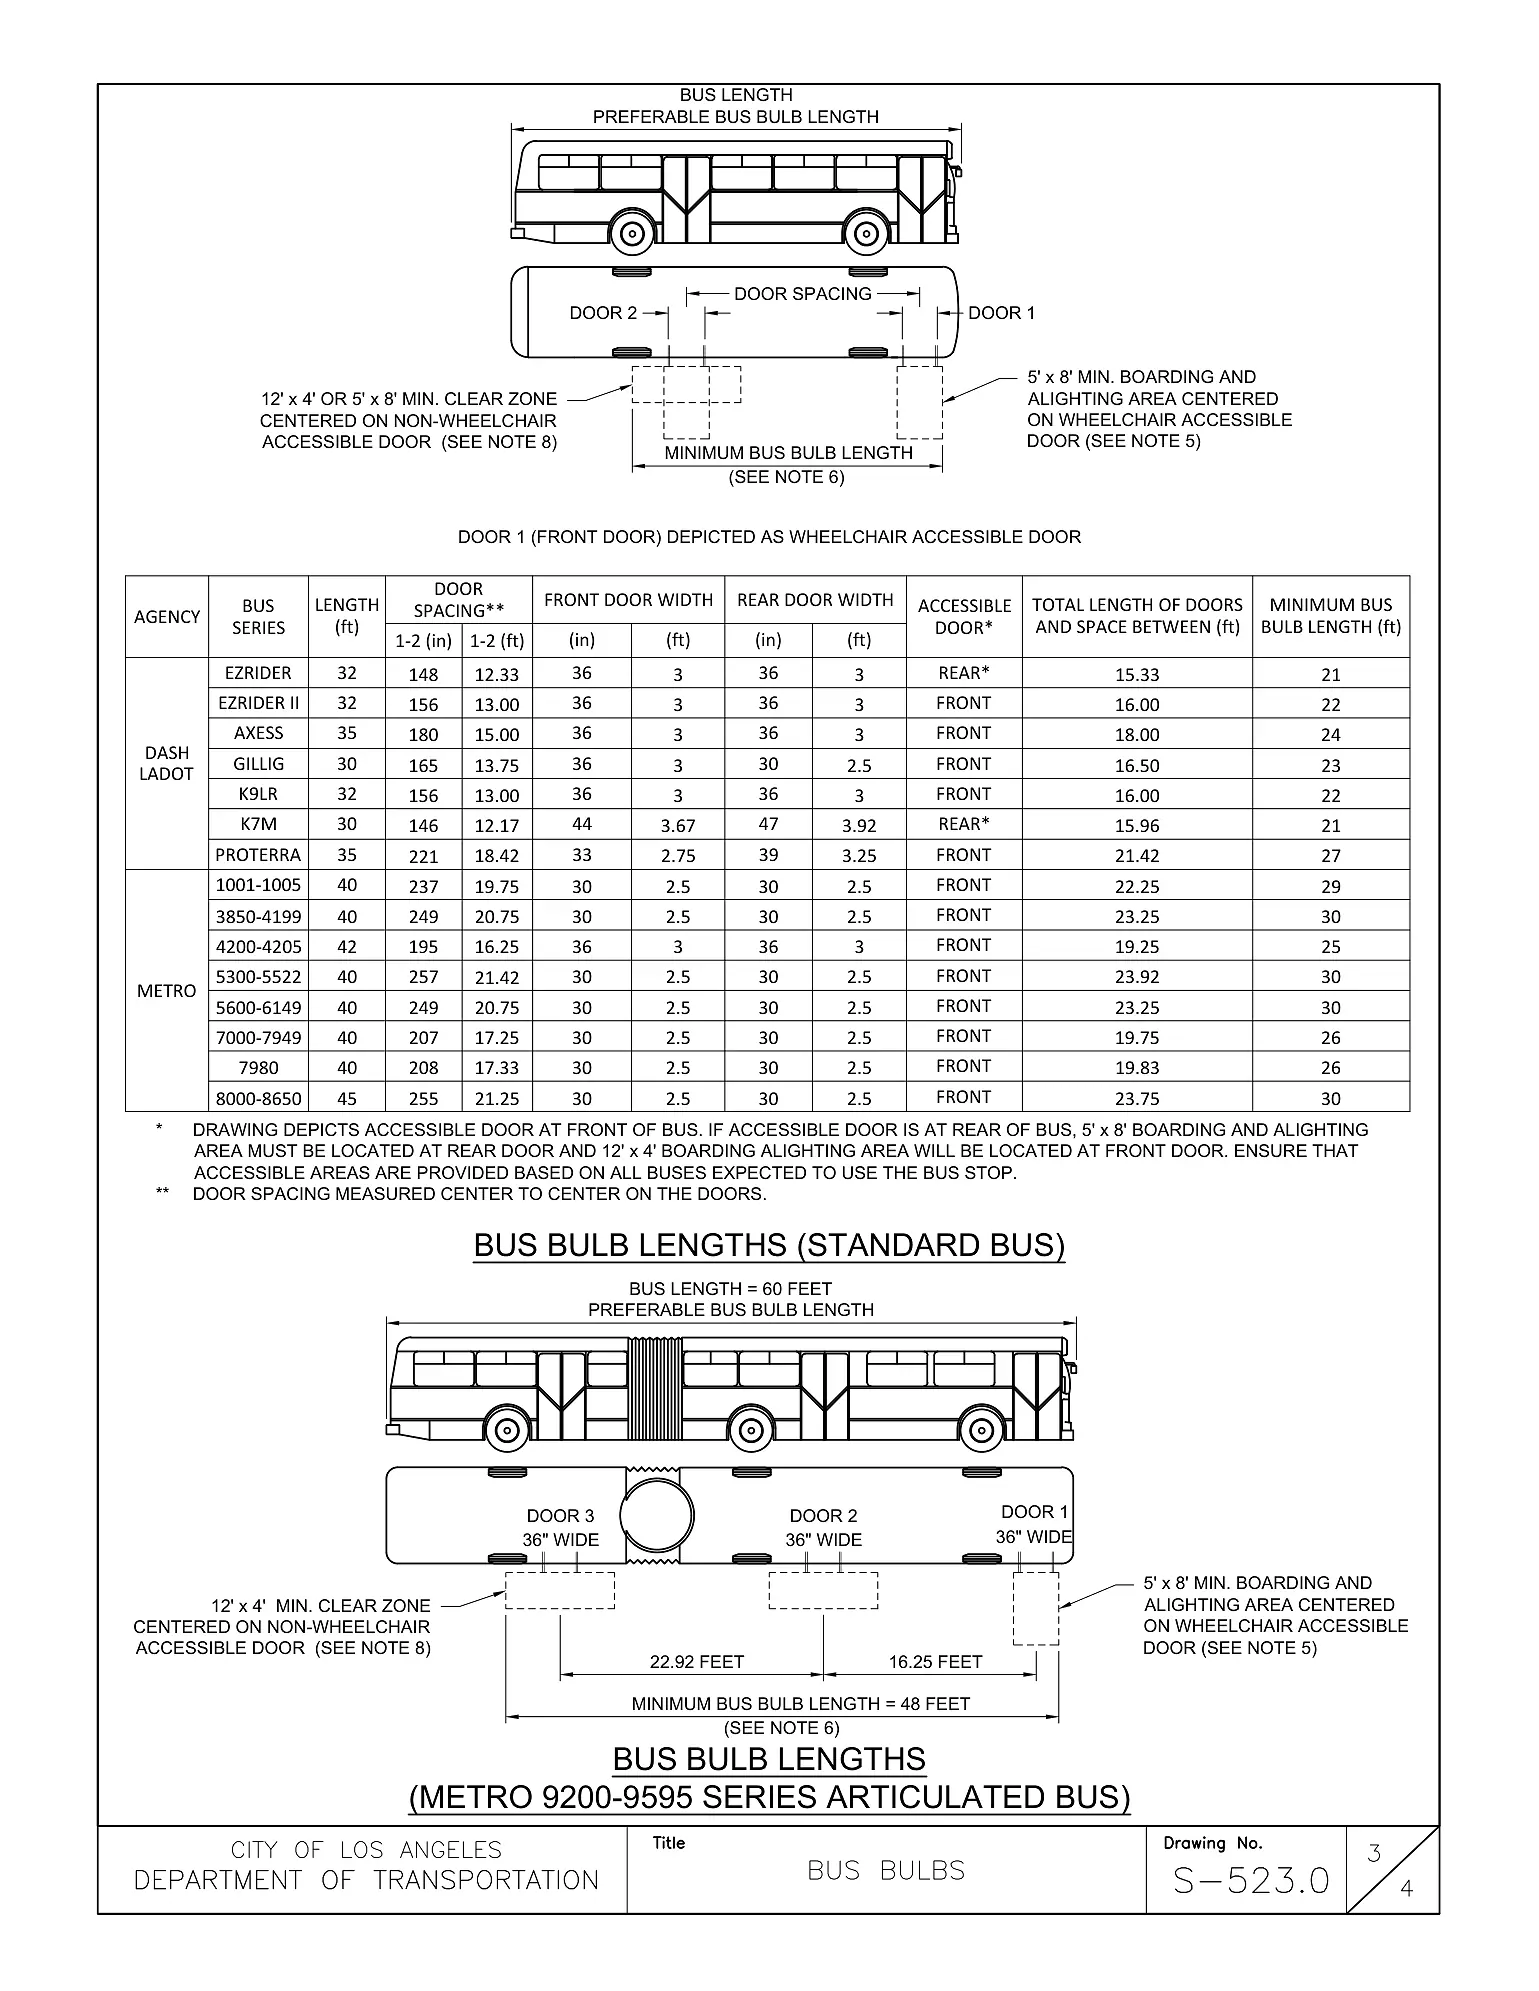 BUS LENGTH
PREFERABLE BUS BULB LENGTH
DOOR SPACING
DOOR 2
DOOR 1
12' x 4' OR 5' x 8' MIN. CLEAR ZONE
CENTERED ON NON-WHEELCHAIR
ACCESSIBLE DOOR (SEE NOTE 8)
5' x 8' MIN. BOARDING AND
ALIGHTING AREA CENTERED
ON WHEELCHAIR ACCESSIBLE
DOOR (SEE NOTE 5)
MINIMUM BUS BULB LENGTH
(SEE NOTE 6)
DOOR 1 (FRONT DOOR) DEPICTED AS WHEELCHAIR ACCESSIBLE DOOR
AGENCY BUS SERIES LENGTH (ft) DOOR SPACING** FRONT DOOR WIDTH REAR DOOR WIDTH ACCESSIBLE DOOR* TOTAL LENGTH OF DOORS AND SPACE BETWEEN (ft) MINIMUM BUS BULB LENGTH (ft)
1-2 (in) 1-2 (ft) (in) (ft) (in) (ft)
DASH LADOT
EZRIDER 32 148 12.33 36 3 36 3 REAR* 15.33 21
EZRIDER II 32 156 13.00 36 3 36 3 FRONT 16.00 22
AXESS 35 180 15.00 36 3 36 3 FRONT 18.00 24
GILLIG 30 165 13.75 36 3 30 2.5 FRONT 16.50 23
K9LR 32 156 13.00 36 3 36 3 FRONT 16.00 22
K7M 30 146 12.17 44 3.67 47 3.92 REAR* 15.96 21
PROTERRA 35 221 18.42 33 2.75 39 3.25 FRONT 21.42 27
METRO
1001-1005 40 237 19.75 30 2.5 30 2.5 FRONT 22.25 29
3850-4199 40 249 20.75 30 2.5 30 2.5 FRONT 23.25 30
4200-4205 42 195 16.25 36 3 36 3 FRONT 19.25 25
5300-5522 40 257 21.42 30 2.5 30 2.5 FRONT 23.92 30
5600-6149 40 249 20.75 30 2.5 30 2.5 FRONT 23.25 30
7000-7949 40 207 17.25 30 2.5 30 2.5 FRONT 19.75 26
7980 40 208 17.33 30 2.5 30 2.5 FRONT 19.83 26
8000-8650 45 255 21.25 30 2.5 30 2.5 FRONT 23.75 30
* DRAWING DEPICTS ACCESSIBLE DOOR AT FRONT OF BUS. IF ACCESSIBLE DOOR IS AT REAR OF BUS, 5' x 8' BOARDING AND ALIGHTING
AREA MUST BE LOCATED AT REAR DOOR AND 12' x 4' BOARDING ALIGHTING AREA WILL BE LOCATED AT FRONT DOOR. ENSURE THAT
ACCESSIBLE AREAS ARE PROVIDED BASED ON ALL BUSES EXPECTED TO USE THE BUS STOP.
** DOOR SPACING MEASURED CENTER TO CENTER ON THE DOORS.
BUS BULB LENGTHS (STANDARD BUS)
BUS LENGTH = 60 FEET
PREFERABLE BUS BULB LENGTH
DOOR 3
36" WIDE
DOOR 2
36" WIDE
DOOR 1
36" WIDE
12' x 4' MIN. CLEAR ZONE
CENTERED ON NON-WHEELCHAIR
ACCESSIBLE DOOR (SEE NOTE 8)
5' x 8' MIN. BOARDING AND
ALIGHTING AREA CENTERED
ON WHEELCHAIR ACCESSIBLE
DOOR (SEE NOTE 5)
22.92 FEET
16.25 FEET
MINIMUM BUS BULB LENGTH = 48 FEET
(SEE NOTE 6)
BUS BULB LENGTHS
(METRO 9200-9595 SERIES ARTICULATED BUS)
CITY OF LOS ANGELES
DEPARTMENT OF TRANSPORTATION
Title
BUS BULBS
Drawing No.
S-523.0
3
4